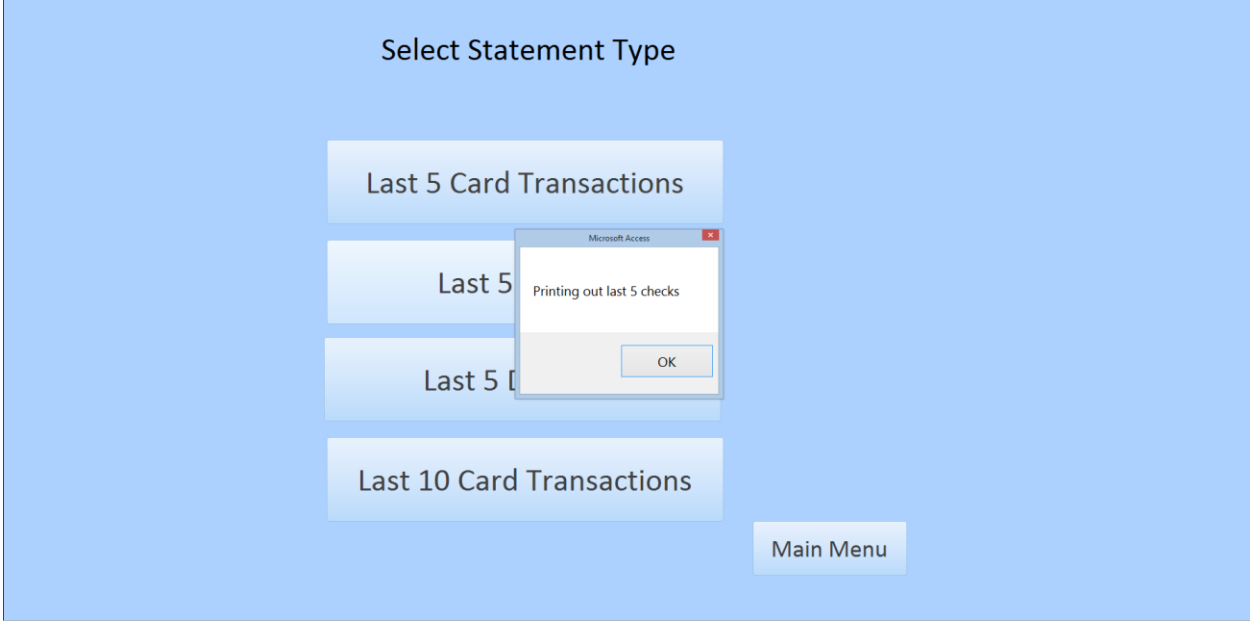 Select Statement Type
Last 5 Card Transactions
Microsoft Access
Last 5
Printing out last 5 checks
OK
Last 5
Last 10 Card Transactions
Main Menu